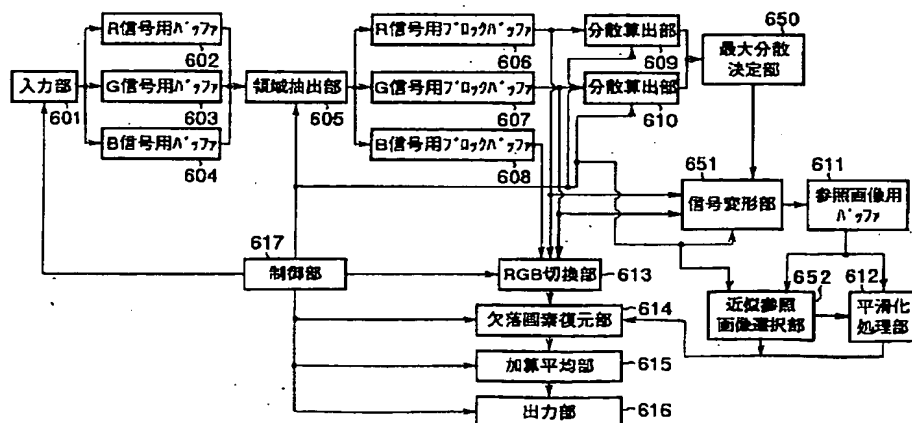 R信号用バッファ
602
入力部
601
G信号用バッファ
603
B信号用バッファ
604
領域抽出部
605
R信号用ブロックバッファ
606
G信号用ブロックバッファ
607
B信号用ブロックバッファ
608
分散算出部
609
分散算出部
610
650
最大分散
決定部
651
信号変形部
611
参照画像用
バッファ
617
制御部
RGB切換部
613
652
近似参照
画像選択部
612
平滑化
処理部
欠落画素復元部
614
加算平均部
615
出力部
616